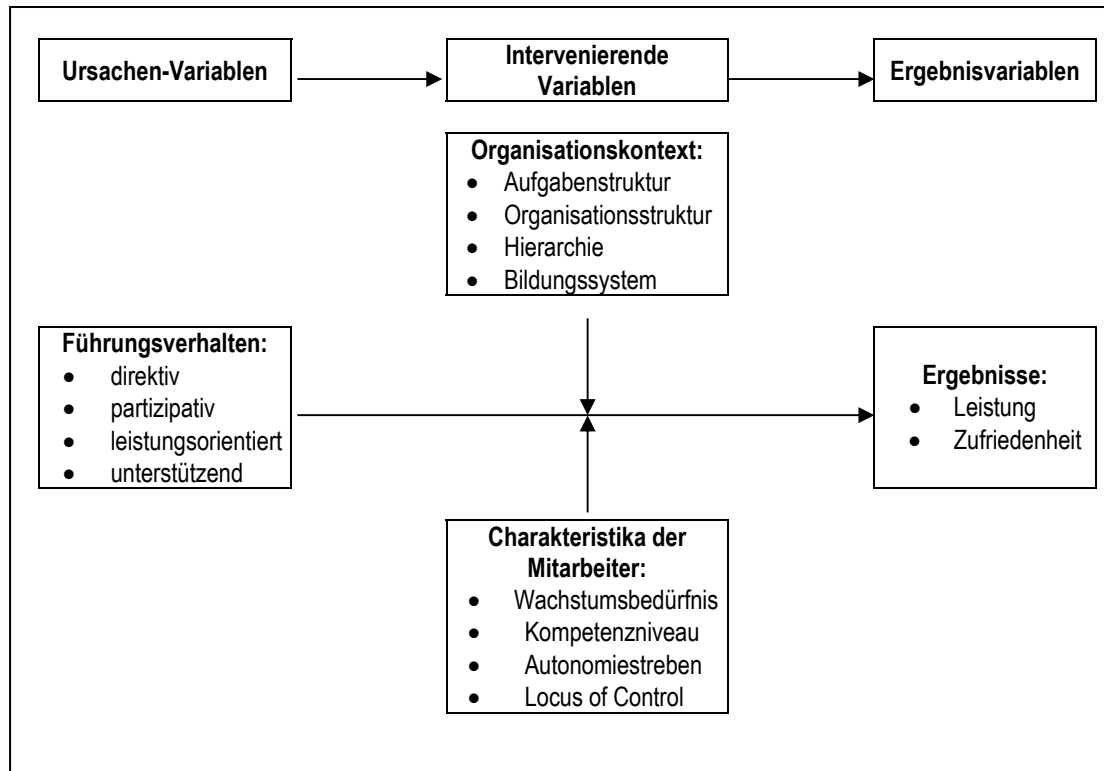 Ursachen-Variablen
Intervenierende
Variablen
Ergebnisvariablen
Organisationskontext:
• Aufgabenstruktur
• Organisationsstruktur
• Hierarchie
• Bildungssystem
Führungsverhalten:
• direktiv
• partizipativ
• leistungsorientiert
• unterstützend
Ergebnisse:
• Leistung
• Zufriedenheit
Charakteristika der
Mitarbeiter:
• Wachstumsbedürfnis
• Kompetenzniveau
• Autonomiestreben
• Locus of Control